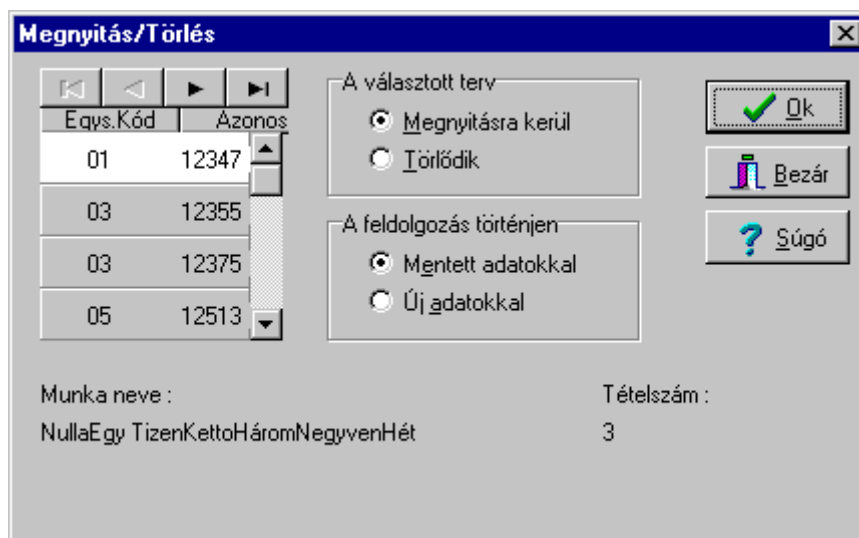 Megnyitás/Törlés
Egys.Kód Azonos
01 12347
03 12355
03 12375
05 12513
A választott terv
Megnyitásra kerül
Törlődik
A feldolgozás történjen
Mentett adatokkal
Új adatokkal
Ok
Bezár
Súgó
Munka neve :
NullaEgy TizenKettoHáromNegyvenHét
Tételszám :
3